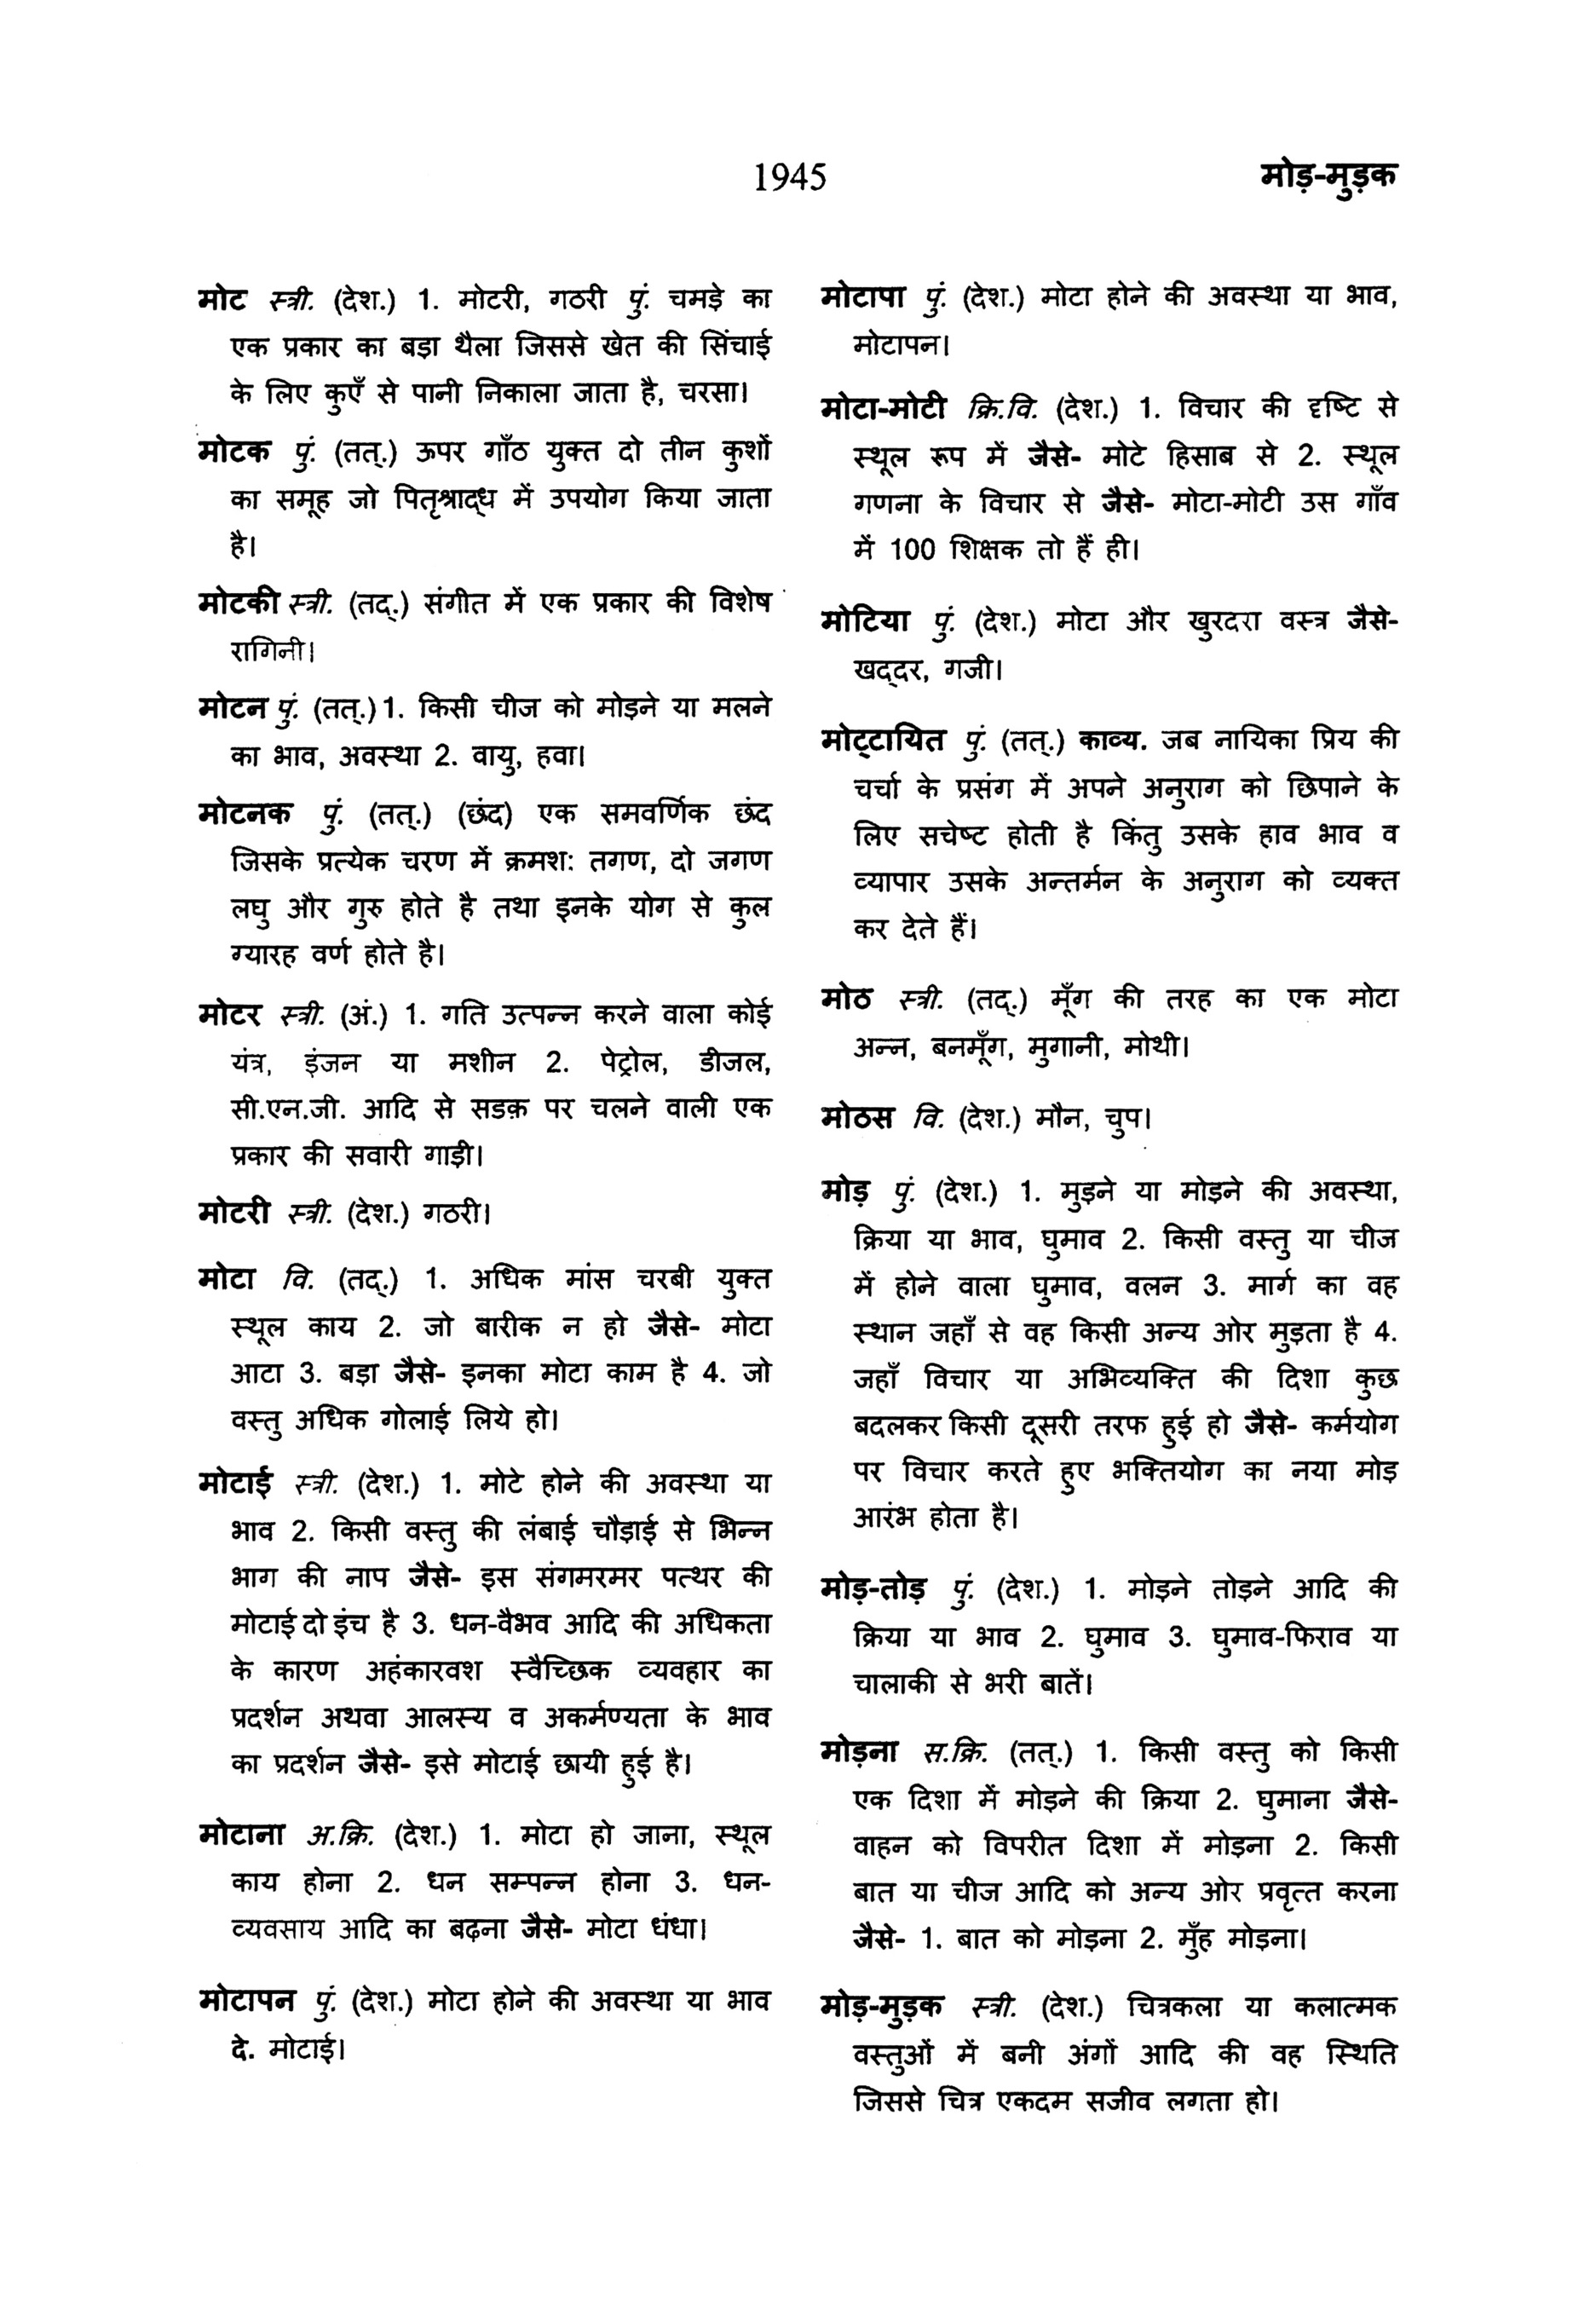 1945
मोड़-मुड़क
मोट स्त्री. (देश.) 1. मोटरी, गठरी पुं. चमड़े का
एक प्रकार का बड़ा थैला जिससे खेत की सिंचाई
के लिए कुएँ से पानी निकाला जाता है, चरसा।
मोटक पुं. (तत्.) ऊपर गाँठ युक्त दो तीन कुशों
का समूह जो पितृश्राद्ध में उपयोग किया जाता
है।
मोटकी स्त्री. (तद्.) संगीत में एक प्रकार की विशेष
रागिनी।
मोटन पुं. (तत्.) 1. किसी चीज को मोड़ने या मलने
का भाव, अवस्था 2. वायु, हवा।
मोटनक पुं. (तत्.) (छंद) एक समवर्णिक छंद
जिसके प्रत्येक चरण में क्रमश: तगण, दो जगण
लघु और गुरु होते है तथा इनके योग से कुल
ग्यारह वर्ण होते है।
मोटर स्त्री. (अं.) 1. गति उत्पन्न करने वाला कोई
यंत्र, इंजन या मशीन 2. पेट्रोल, डीजल,
सी.एन.जी. आदि से सडक़ पर चलने वाली एक
प्रकार की सवारी गाड़ी।
मोटरी स्त्री. (देश.) गठरी।
मोटा वि. (तद्.) 1. अधिक मांस चरबी युक्त
स्थूल काय 2. जो बारीक न हो जैसे- मोटा
आटा 3. बड़ा जैसे- इनका मोटा काम है 4. जो
वस्तु अधिक गोलाई लिये हो।
मोटाई स्त्री. (देश.) 1. मोटे होने की अवस्था या
भाव 2. किसी वस्तु की लंबाई चौड़ाई से भिन्न
भाग की नाप जैसे- इस संगमरमर पत्थर की
मोटाई दो इंच है 3. धन-वैभव आदि की अधिकता
के कारण अहंकारवश स्वैच्छिक व्यवहार का
प्रदर्शन अथवा आलस्य व अकर्मण्यता के भाव
का प्रदर्शन जैसे- इसे मोटाई छायी हुई है।
मोटाना अ.क्रि. (देश.) 1. मोटा हो जाना, स्थूल
काय होना 2. धन सम्पन्न होना 3. धन-
व्यवसाय आदि का बढ़ना जैसे- मोटा धंधा।
मोटापन पुं. (देश.) मोटा होने की अवस्था या भाव
दे. मोटाई।
मोटापा पुं. (देश.) मोटा होने की अवस्था या भाव,
मोटापन।
मोटा-मोटी क्रि.वि. (देश.) 1. विचार की दृष्टि से
स्थूल रूप में जैसे- मोटे हिसाब से 2. स्थूल
गणना के विचार से जैसे- मोटा-मोटी उस गाँव
में 100 शिक्षक तो हैं ही।
मोटिया पुं. (देश.) मोटा और खुरदरा वस्त्र जैसे-
खद्दर, गजी।
मोट्टायित पुं. (तत्.) काव्य. जब नायिका प्रिय की
चर्चा के प्रसंग में अपने अनुराग को छिपाने के
लिए सचेष्ट होती है किंतु उसके हाव भाव व
व्यापार उसके अन्तर्मन के अनुराग को व्यक्त
कर देते हैं।
मोठ स्त्री. (तद्.) मूँग की तरह का एक मोटा
अन्न, बनमूँग, मुगानी, मोथी।
मोठस वि. (देश.) मौन, चुप।
मोड़ पुं. (देश.) 1. मुड़ने या मोड़ने की अवस्था,
क्रिया या भाव, घुमाव 2. किसी वस्तु या चीज
में होने वाला घुमाव, वलन 3. मार्ग का वह
स्थान जहाँ से वह किसी अन्य ओर मुड़ता है 4.
जहाँ विचार या अभिव्यक्ति की दिशा कुछ
बदलकर किसी दूसरी तरफ हुई हो जैसे- कर्मयोग
पर विचार करते हुए भक्तियोग का नया मोड़
आरंभ होता है।
मोड़-तोड़ पुं. (देश.) 1. मोड़ने तोड़ने आदि की
क्रिया या भाव 2. घुमाव 3. घुमाव-फिराव या
चालाकी से भरी बातें।
मोड़ना स.क्रि. (तत्.) 1. किसी वस्तु को किसी
एक दिशा में मोड़ने की क्रिया 2. घुमाना जैसे-
वाहन को विपरीत दिशा में मोड़ना 2. किसी
बात या चीज आदि को अन्य ओर प्रवृत्त करना
जैसे- 1. बात को मोड़ना 2. मुँह मोड़ना।
मोड़-मुड़क स्त्री. (देश.) चित्रकला या कलात्मक
वस्तुओं में बनी अंगों आदि की वह स्थिति
जिससे चित्र एकदम सजीव लगता हो।